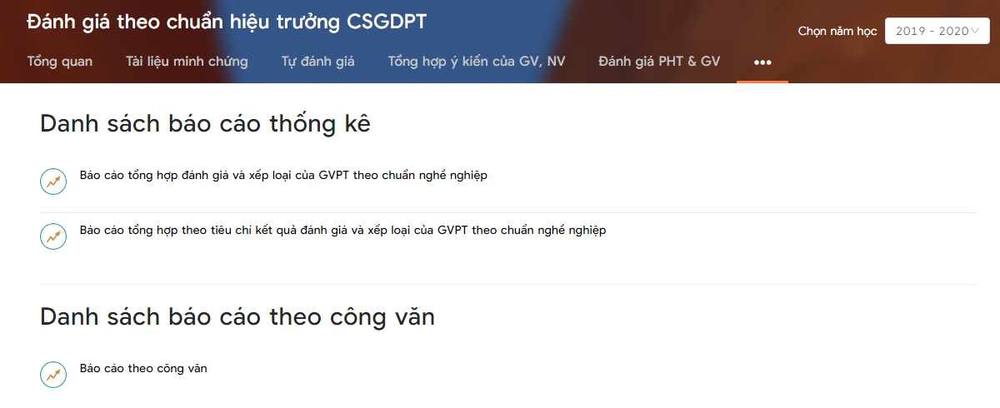 Đánh giá theo chuẩn hiệu trưởng CSGDPT
Chọn năm học
2019 - 2020
Tổng quan
Tài liệu minh chứng
Tự đánh giá
Tổng hợp ý kiến của GV, NV
Đánh giá PHT & GV
•••
Danh sách báo cáo thống kê
Báo cáo tổng hợp đánh giá và xếp loại của GVPT theo chuẩn nghề nghiệp
Báo cáo tổng hợp theo tiêu chí kết quả đánh giá và xếp loại của GVPT theo chuẩn nghề nghiệp
Danh sách báo cáo theo công văn
Báo cáo theo công văn